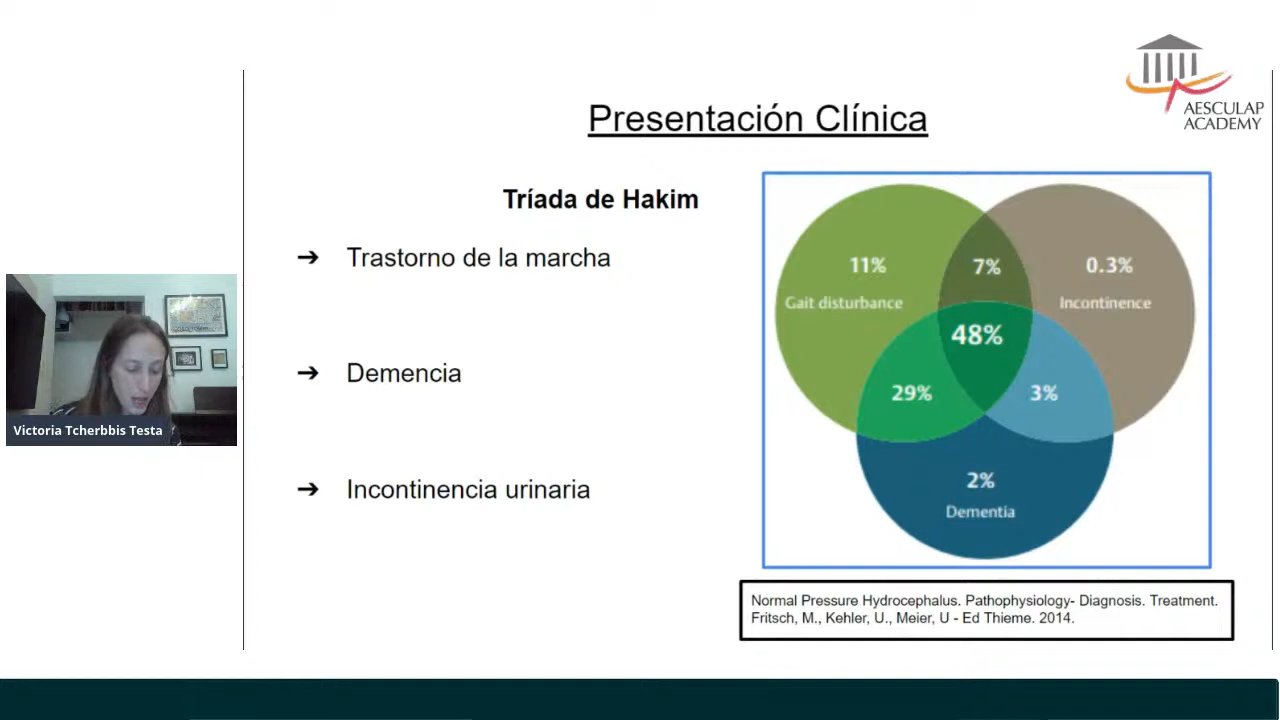 AESCULAP
ACADEMY
Presentación Clínica
Tríada de Hakim
➔ Trastorno de la marcha
➔ Demencia
➔ Incontinencia urinaria
11%
7%
0.3%
Gait disturbance
Incontinence
48%
29%
3%
2%
Dementia
Normal Pressure Hydrocephalus. Pathophysiology- Diagnosis. Treatment.
Fritsch, M., Kehler, U., Meier, U - Ed Thieme. 2014.
Victoria Tcherbbis Testa